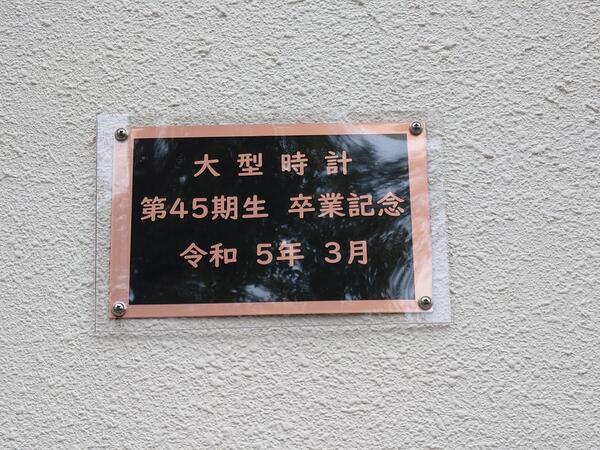 大型時計
第45期生 卒業記念
令和 5年 3月